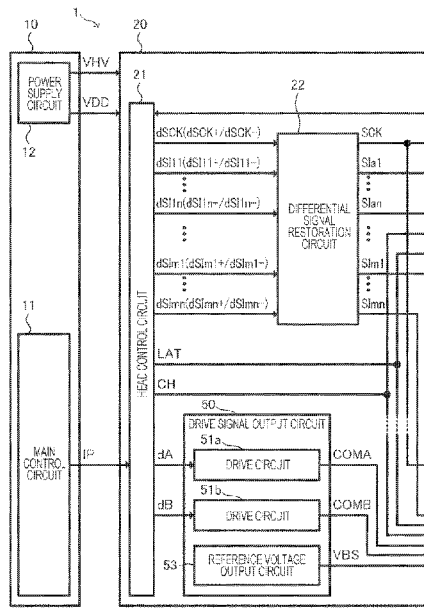 1
10
20
POWER
SUPPLY
CIRCUIT
12
VHV
VDD
21
22
HEAD CONTROL CIRCUIT
dSCK(dSCK+/dSCK-)
SCK
dSI11(dSI11+/dSI11-)
SIa1
dSI1n(dSI1n+/dSI1n-)
SIan
DIFFERENTIAL
SIGNAL
RESTORATION
CIRCUIT
dSIm1(dSIm1+/dSIm1-)
SIm1
dSImn(dSImn+/dSImn-)
SImn
11
MAIN
CONTROL
CIRCUIT
IP
LAT
CH
50
DRIVE SIGNAL OUTPUT CIRCUIT
51a
dA
DRIVE CIRCUIT
COMA
51b
dB
DRIVE CIRCUIT
COMB
53
REFERENCE VOLTAGE
OUTPUT CIRCUIT
VBS